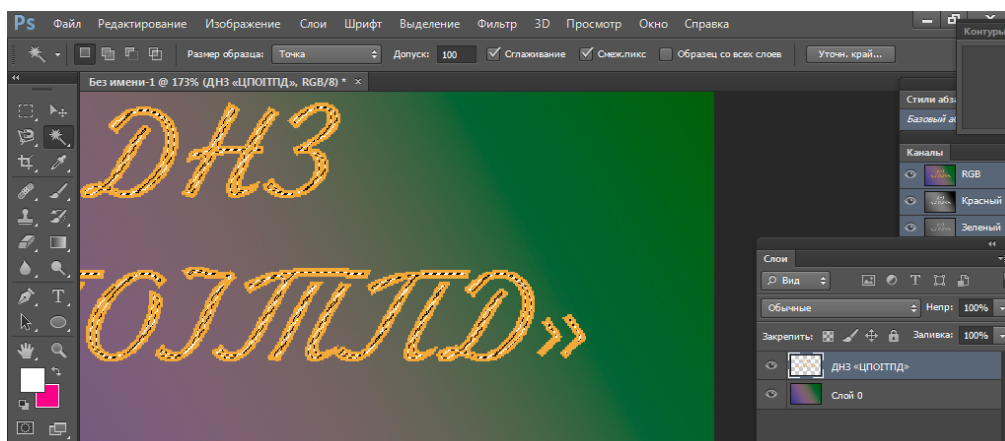 Ps Файл Редактирование Изображение Слои Шрифт Выделение Фильтр 3D Просмотр Окно Справка
Размер образца: Точка Допуск: 100 Сглаживание Смеж.пикс Образец со всех слоев Уточн. край...
Контуры
Без имени-1 @ 173% (ДНЗ «ЦПОІТПД», RGB/8) * ×
Стили абз
Базовый а
ДНЗ
Каналы
RGB
Красный
Зеленый
ОІТПД»
Слои
Вид
Обычные Непр: 100%
Закрепить: Заливка: 100%
ДНЗ «ЦПОІТПД»
Слой 0